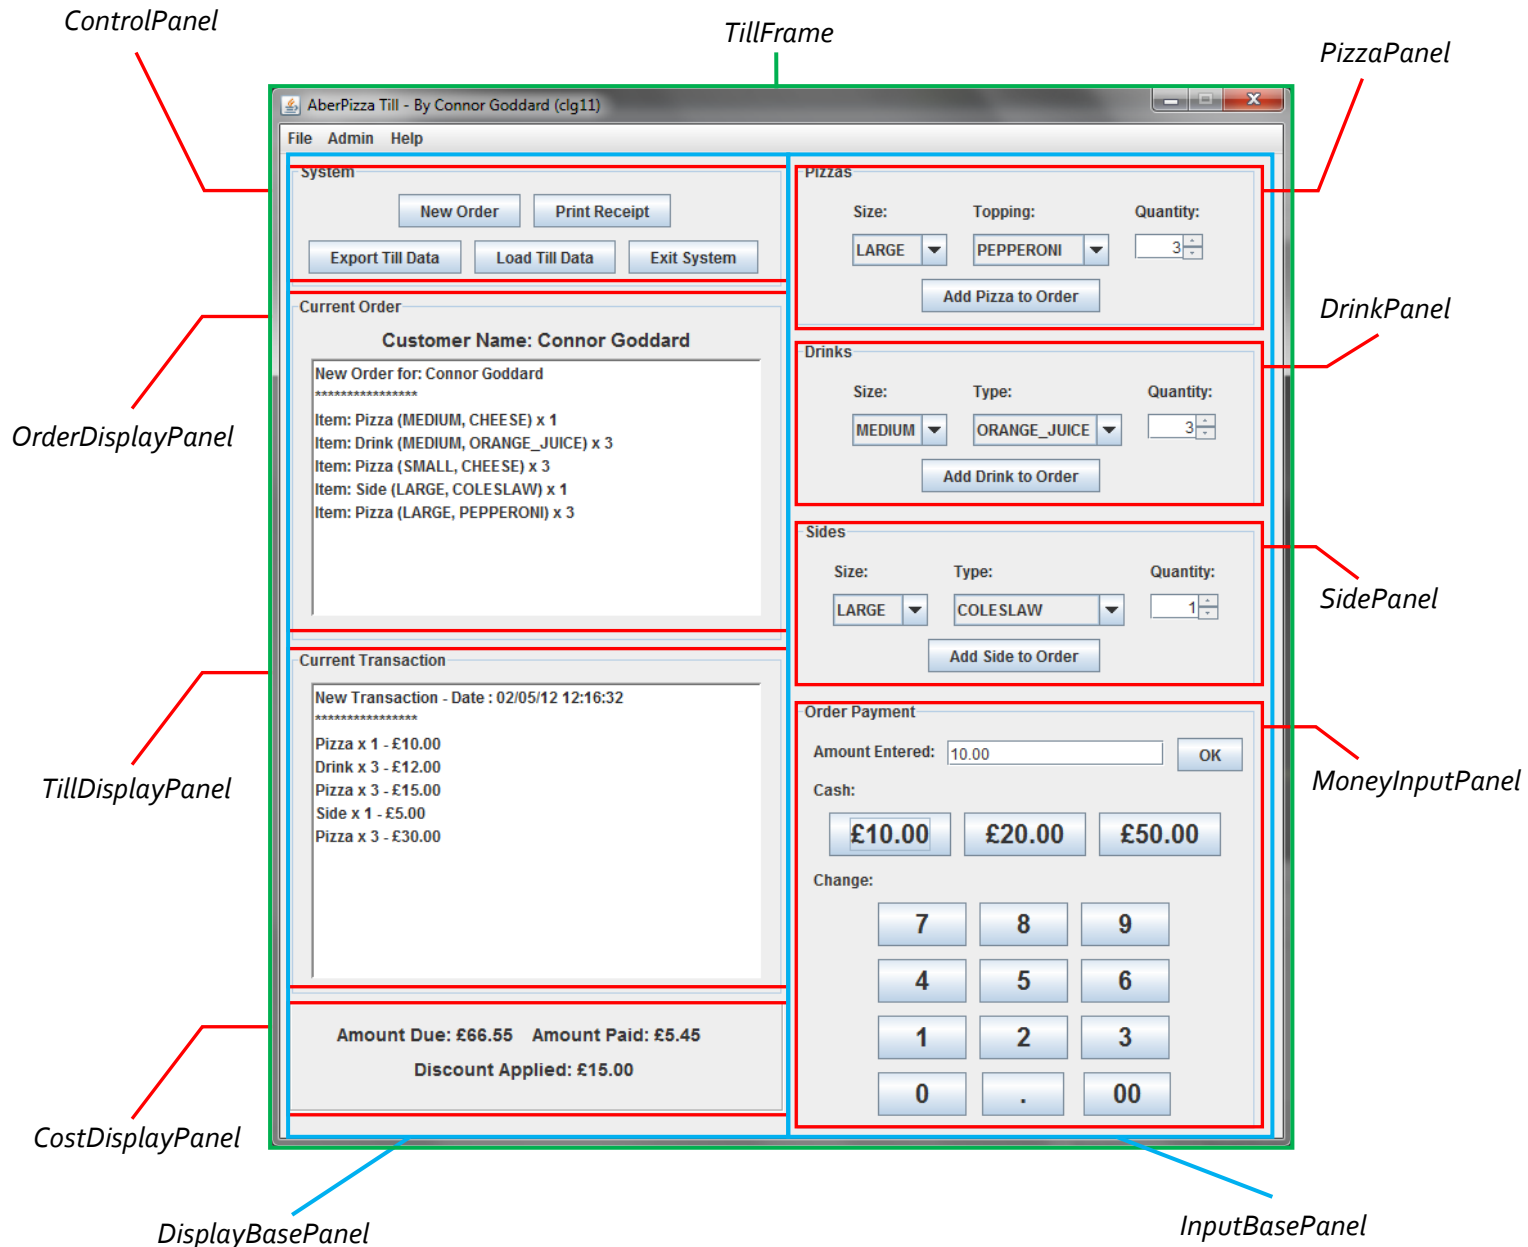 ControlPanel
TillFrame
PizzaPanel
AberPizza Till - By Connor Goddard (clg11)
File Admin Help
System
New Order Print Receipt
Export Till Data Load Till Data Exit System
Pizzas
Size: Topping: Quantity:
LARGE PEPPERONI 3
Add Pizza to Order
OrderDisplayPanel
Current Order
Customer Name: Connor Goddard
New Order for: Connor Goddard
****************
Item: Pizza (MEDIUM, CHEESE) x 1
Item: Drink (MEDIUM, ORANGE_JUICE) x 3
Item: Pizza (SMALL, CHEESE) x 3
Item: Side (LARGE, COLESLAW) x 1
Item: Pizza (LARGE, PEPPERONI) x 3
DrinkPanel
Drinks
Size: Type: Quantity:
MEDIUM ORANGE_JUICE 3
Add Drink to Order
SidePanel
Sides
Size: Type: Quantity:
LARGE COLESLAW 1
Add Side to Order
TillDisplayPanel
Current Transaction
New Transaction - Date : 02/05/12 12:16:32
****************
Pizza x 1 - £10.00
Drink x 3 - £12.00
Pizza x 3 - £15.00
Side x 1 - £5.00
Pizza x 3 - £30.00
MoneyInputPanel
Order Payment
Amount Entered: 10.00 OK
Cash:
£10.00 £20.00 £50.00
Change:
7 8 9
4 5 6
1 2 3
0 . 00
CostDisplayPanel
Amount Due: £66.55 Amount Paid: £5.45
Discount Applied: £15.00
DisplayBasePanel
InputBasePanel